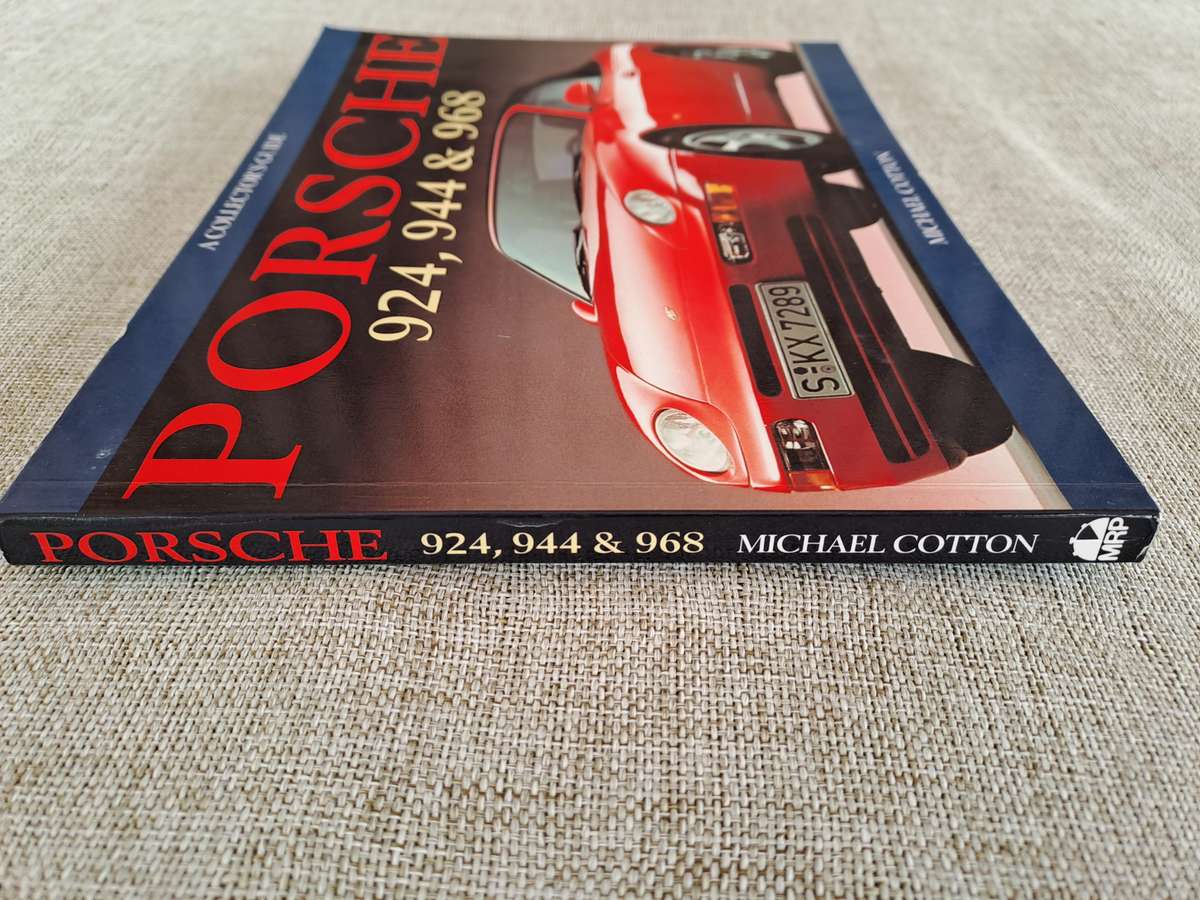 A COLLECTOR'S GUIDE
PORSCHE
924, 944 & 968
S KX 7289
MICHAEL COTTON
PORSCHE 924, 944 & 968 MICHAEL COTTON MRP